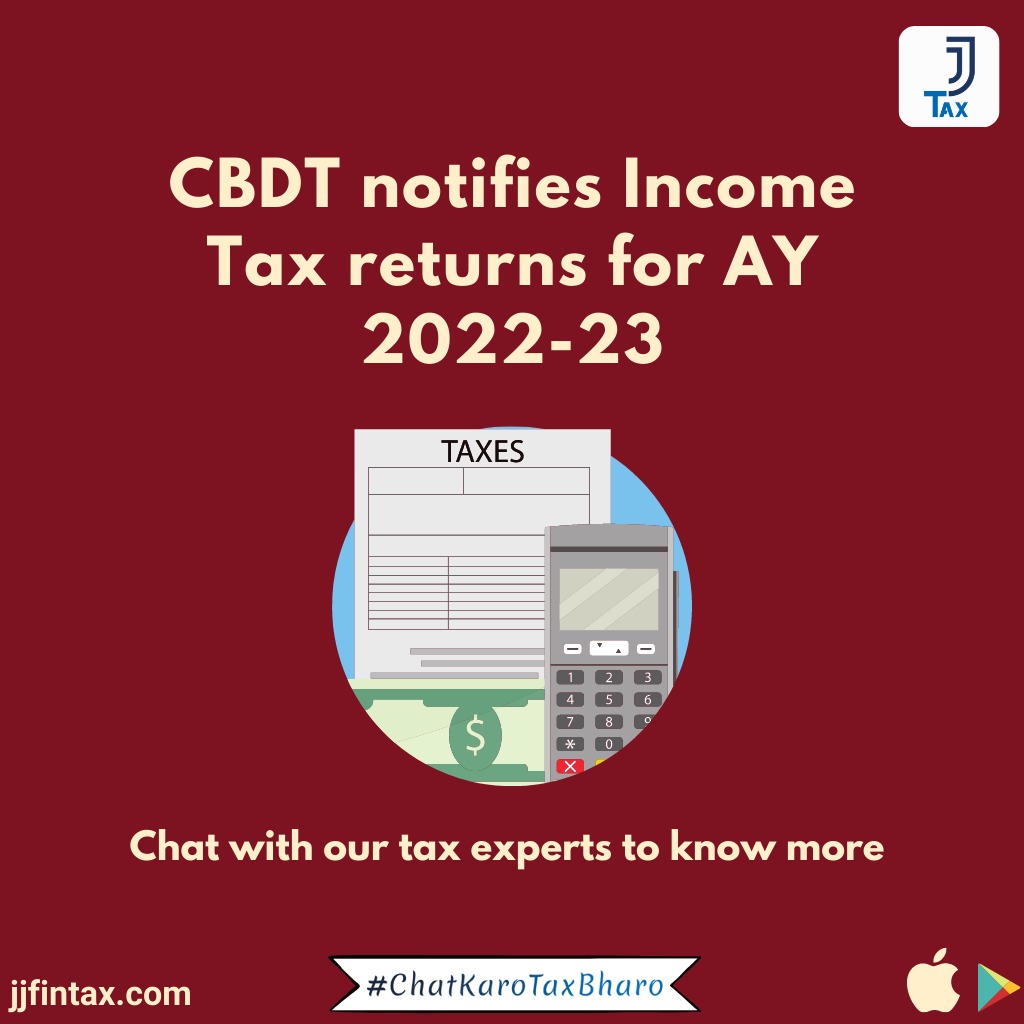 J
TAX
CBDT notifies Income
Tax returns for AY
2022-23
TAXES
1 2 3
4 5 6
7 8 9
* 0
$
Chat with our tax experts to know more
#ChatKaroTaxBharo
jjfintax.com